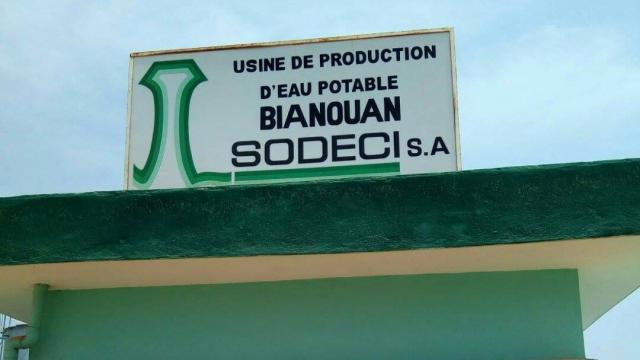 USINE DE PRODUCTION
D'EAU POTABLE
BIANOUAN
SODECI S.A